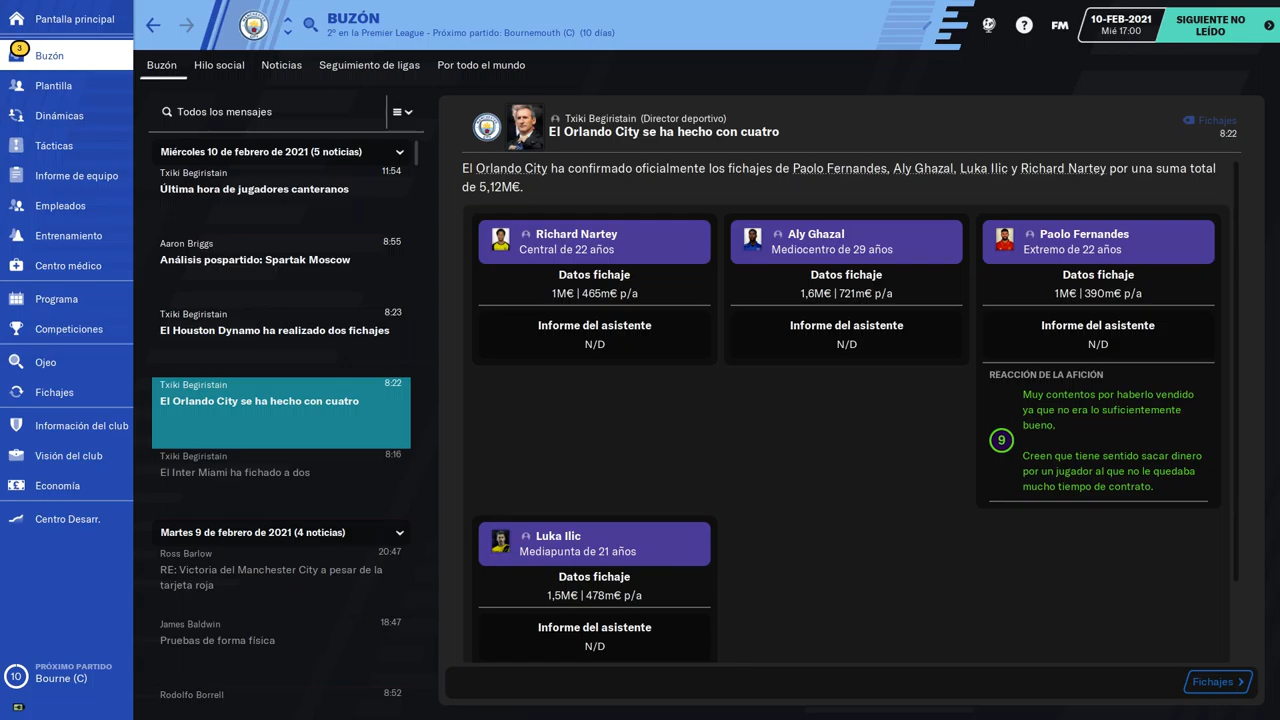 Pantalla principal
3
Buzón
Plantilla
Dinámicas
Tácticas
Informe de equipo
Empleados
Entrenamiento
Centro médico
Programa
Competiciones
Ojeo
Fichajes
Información del club
Visión del club
Economía
Centro Desarr.
10
PRÓXIMO PARTIDO
Bourne (C)
BUZÓN
2º en la Premier League - Próximo partido: Bournemouth (C) (10 días)
?
FM
10-FEB-2021
Mié 17:00
SIGUIENTE NO
LEÍDO
Buzón
Hilo social
Noticias
Seguimiento de ligas
Por todo el mundo
Todos los mensajes
Miércoles 10 de febrero de 2021 (5 noticias)
Txiki Begiristain 11:54
Última hora de jugadores canteranos
Aaron Briggs 8:55
Análisis pospartido: Spartak Moscow
Txiki Begiristain 8:23
El Houston Dynamo ha realizado dos fichajes
Txiki Begiristain 8:22
El Orlando City se ha hecho con cuatro
Txiki Begiristain 8:16
El Inter Miami ha fichado a dos
Martes 9 de febrero de 2021 (4 noticias)
Ross Barlow 20:47
RE: Victoria del Manchester City a pesar de la
tarjeta roja
James Baldwin 18:47
Pruebas de forma física
Rodolfo Borrell 8:52
Txiki Begiristain (Director deportivo)
El Orlando City se ha hecho con cuatro
Fichajes
8:22
El Orlando City ha confirmado oficialmente los fichajes de Paolo Fernandes, Aly Ghazal, Luka Ilic y Richard Nartey por una suma total
de 5,12M€.
Richard Nartey
Central de 22 años
Datos fichaje
1M€ | 465m€ p/a
Informe del asistente
N/D
Aly Ghazal
Mediocentro de 29 años
Datos fichaje
1,6M€ | 721m€ p/a
Informe del asistente
N/D
Paolo Fernandes
Extremo de 22 años
Datos fichaje
1M€ | 390m€ p/a
Informe del asistente
N/D
REACCIÓN DE LA AFICIÓN
9
Muy contentos por haberlo vendido
ya que no era lo suficientemente
bueno.
Creen que tiene sentido sacar dinero
por un jugador al que no le quedaba
mucho tiempo de contrato.
Luka Ilic
Mediapunta de 21 años
Datos fichaje
1,5M€ | 478m€ p/a
Informe del asistente
N/D
Fichajes